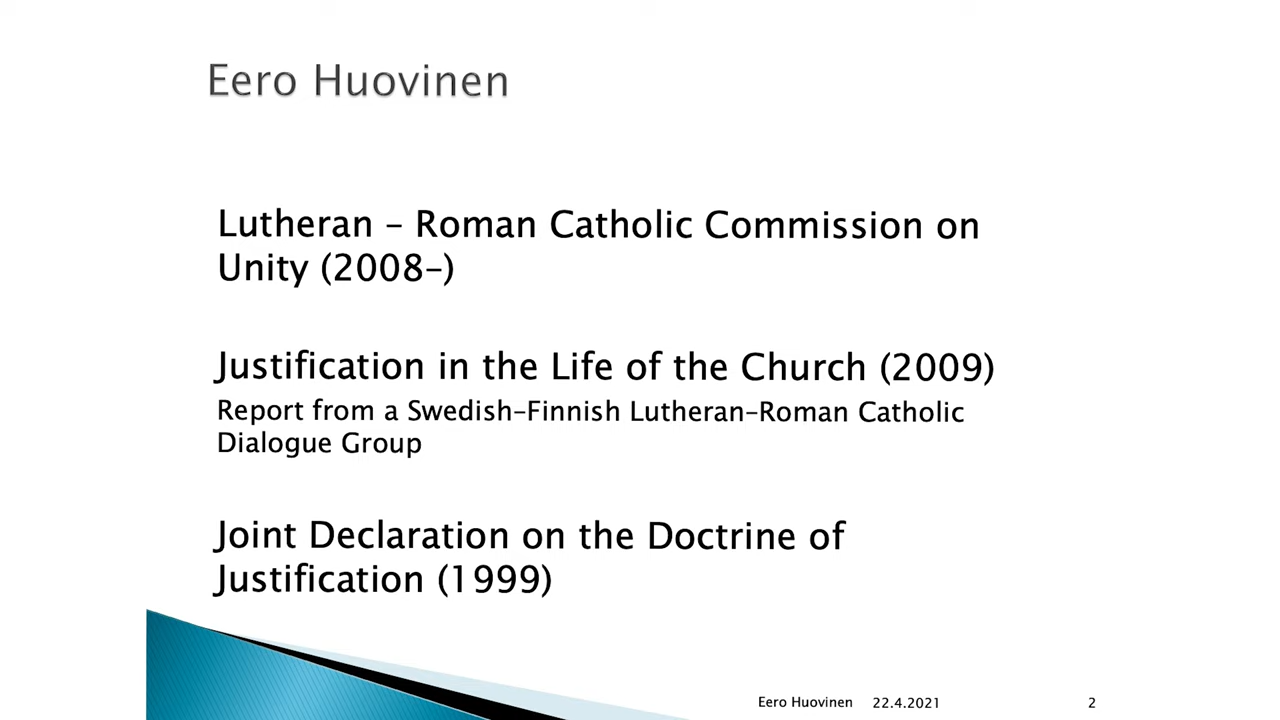 Eero Huovinen
Lutheran – Roman Catholic Commission on
Unity (2008–)
Justification in the Life of the Church (2009)
Report from a Swedish–Finnish Lutheran–Roman Catholic
Dialogue Group
Joint Declaration on the Doctrine of
Justification (1999)
Eero Huovinen 22.4.2021 2